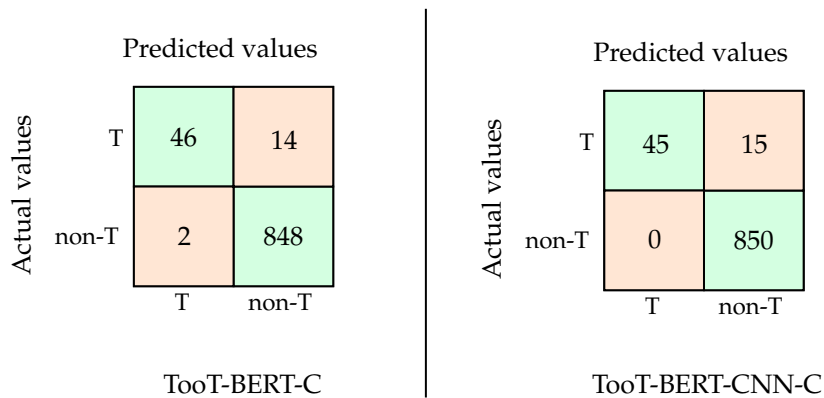 Predicted values
Actual values
T
46
14
non-T
2
848
T
non-T
TooT-BERT-C
Predicted values
Actual values
T
45
15
non-T
0
850
T
non-T
TooT-BERT-CNN-C